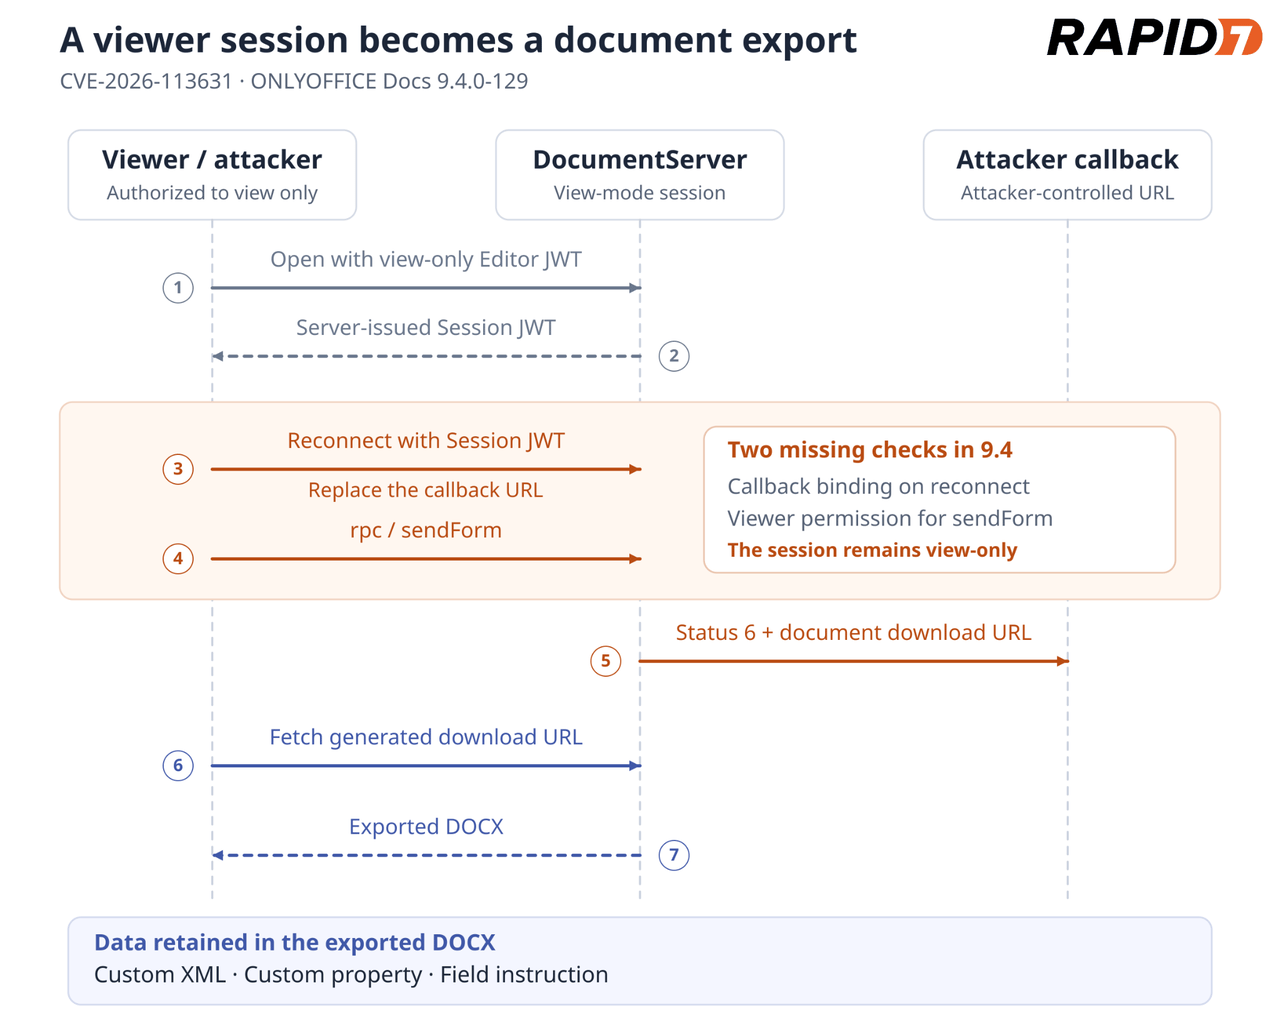 A viewer session becomes a document export
RAPID7
CVE-2026-113631 · ONLYOFFICE Docs 9.4.0-129
Viewer / attacker
Authorized to view only
DocumentServer
View-mode session
Attacker callback
Attacker-controlled URL
Open with view-only Editor JWT
1
Server-issued Session JWT
2
Reconnect with Session JWT
3
Replace the callback URL
rpc / sendForm
4
Two missing checks in 9.4
Callback binding on reconnect
Viewer permission for sendForm
The session remains view-only
Status 6 + document download URL
5
Fetch generated download URL
6
Exported DOCX
7
Data retained in the exported DOCX
Custom XML · Custom property · Field instruction